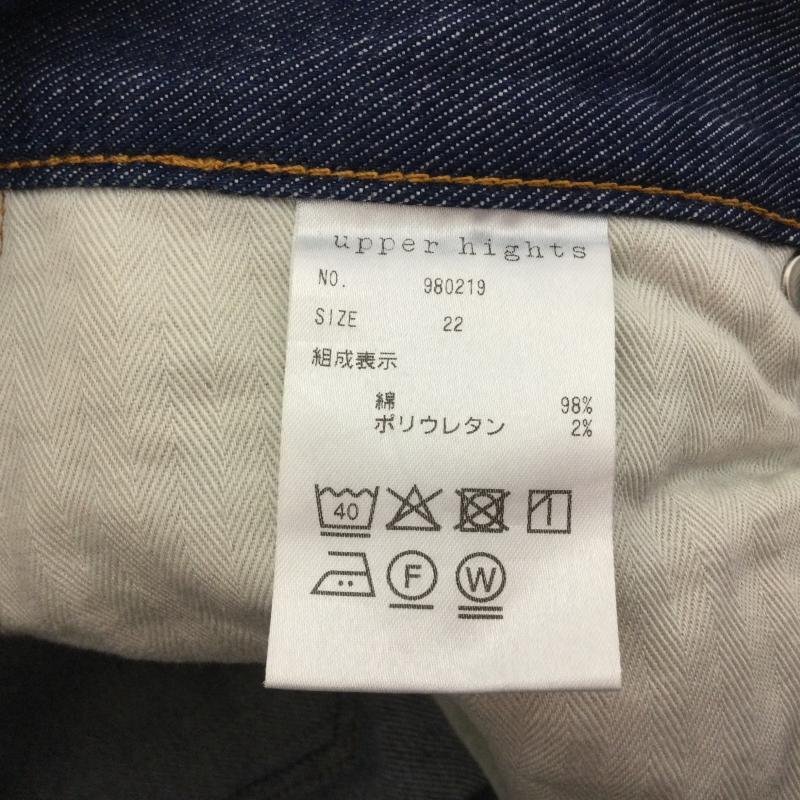 upper hights
NO. 980219
SIZE 22
組成表示
綿 98%
ポリウレタン 2%
40
F W